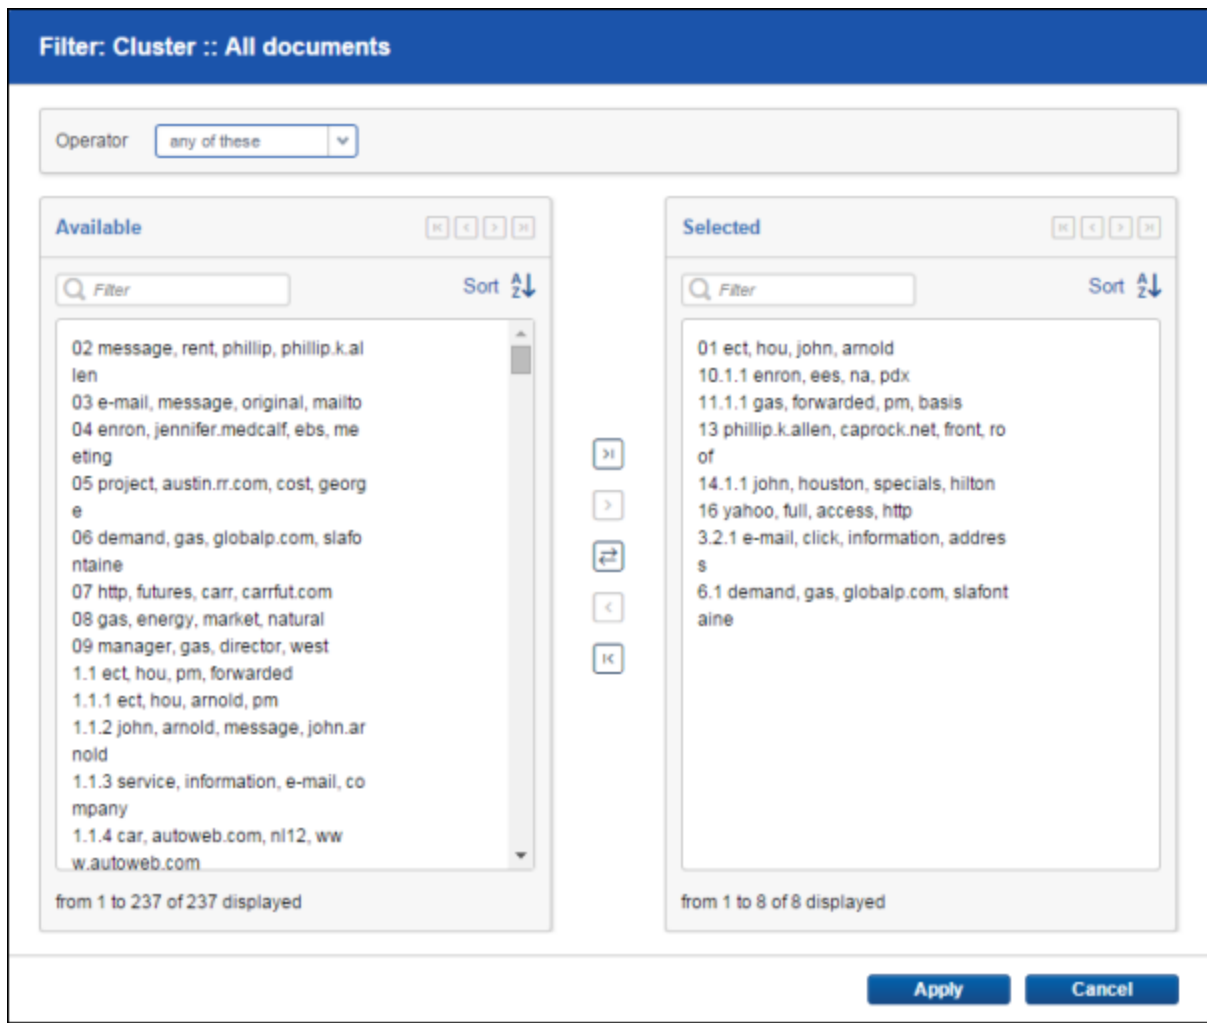 Filter: Cluster :: All documents
Operator
any of these
Available
Filter
Sort
A
Z
02 message, rent, phillip, phillip.k.al
len
03 e-mail, message, original, mailto
04 enron, jennifer.medcalf, ebs, me
eting
05 project, austin.rr.com, cost, georg
e
06 demand, gas, globalp.com, slafo
ntaine
07 http, futures, carr, carrfut.com
08 gas, energy, market, natural
09 manager, gas, director, west
1.1 ect, hou, pm, forwarded
1.1.1 ect, hou, arnold, pm
1.1.2 john, arnold, message, john.ar
nold
1.1.3 service, information, e-mail, co
mpany
1.1.4 car, autoweb.com, nl12, ww
w.autoweb.com
from 1 to 237 of 237 displayed
Selected
Filter
Sort
A
Z
01 ect, hou, john, arnold
10.1.1 enron, ees, na, pdx
11.1.1 gas, forwarded, pm, basis
13 phillip.k.allen, caprock.net, front, ro
of
14.1.1 john, houston, specials, hilton
16 yahoo, full, access, http
3.2.1 e-mail, click, information, addres
s
6.1 demand, gas, globalp.com, slafont
aine
from 1 to 8 of 8 displayed
Apply
Cancel